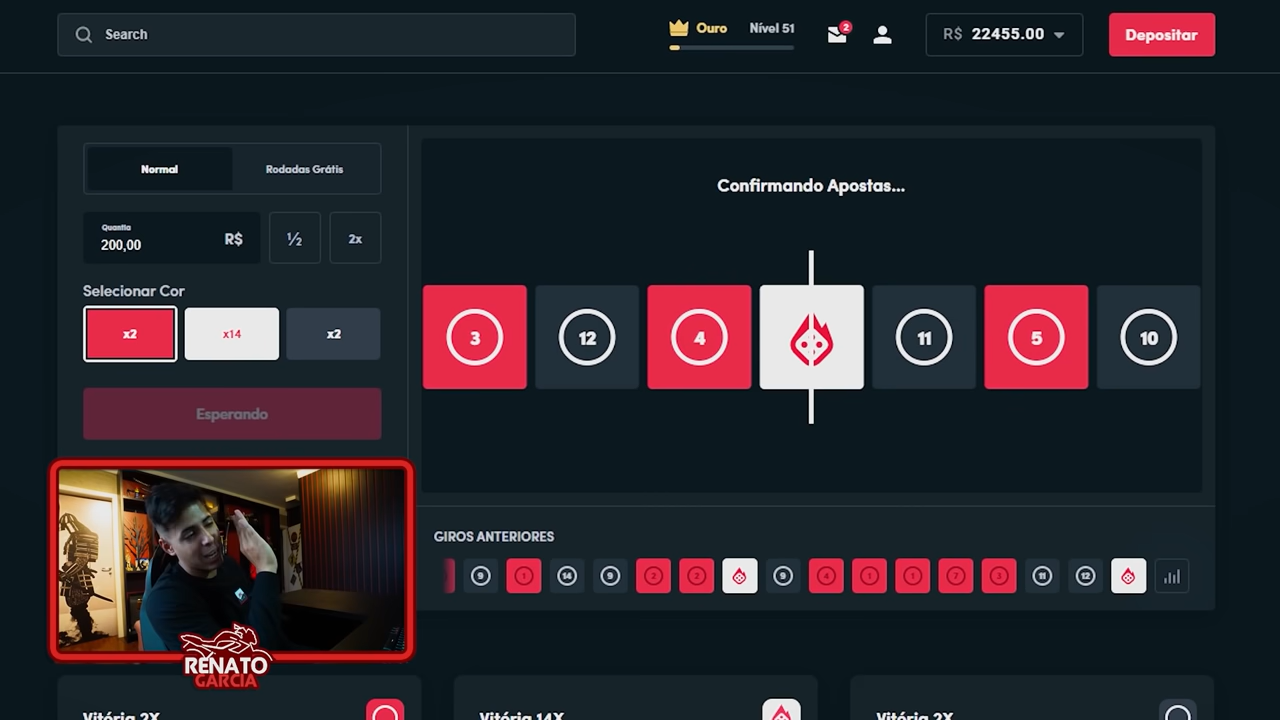 Search
Ouro Nível 51
2
R$ 22455.00
Depositar
Normal Rodadas Grátis
Quantia
200,00 R$ ½ 2x
Selecionar Cor
x2 x14 x2
Esperando
Confirmando Apostas...
3 12 4 11 5 10
GIROS ANTERIORES
9 1 14 9 2 2 9 4 1 1 7 3 11 12
RENATO
GARCIA
Vitória 2X Vitória 14X Vitória 2X